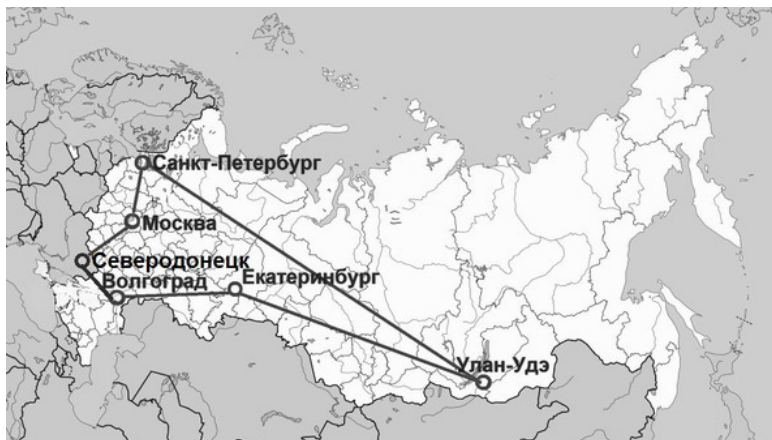 Санкт-Петербург
Москва
Северодонецк
Волгоград
Екатеринбург
Улан-Удэ